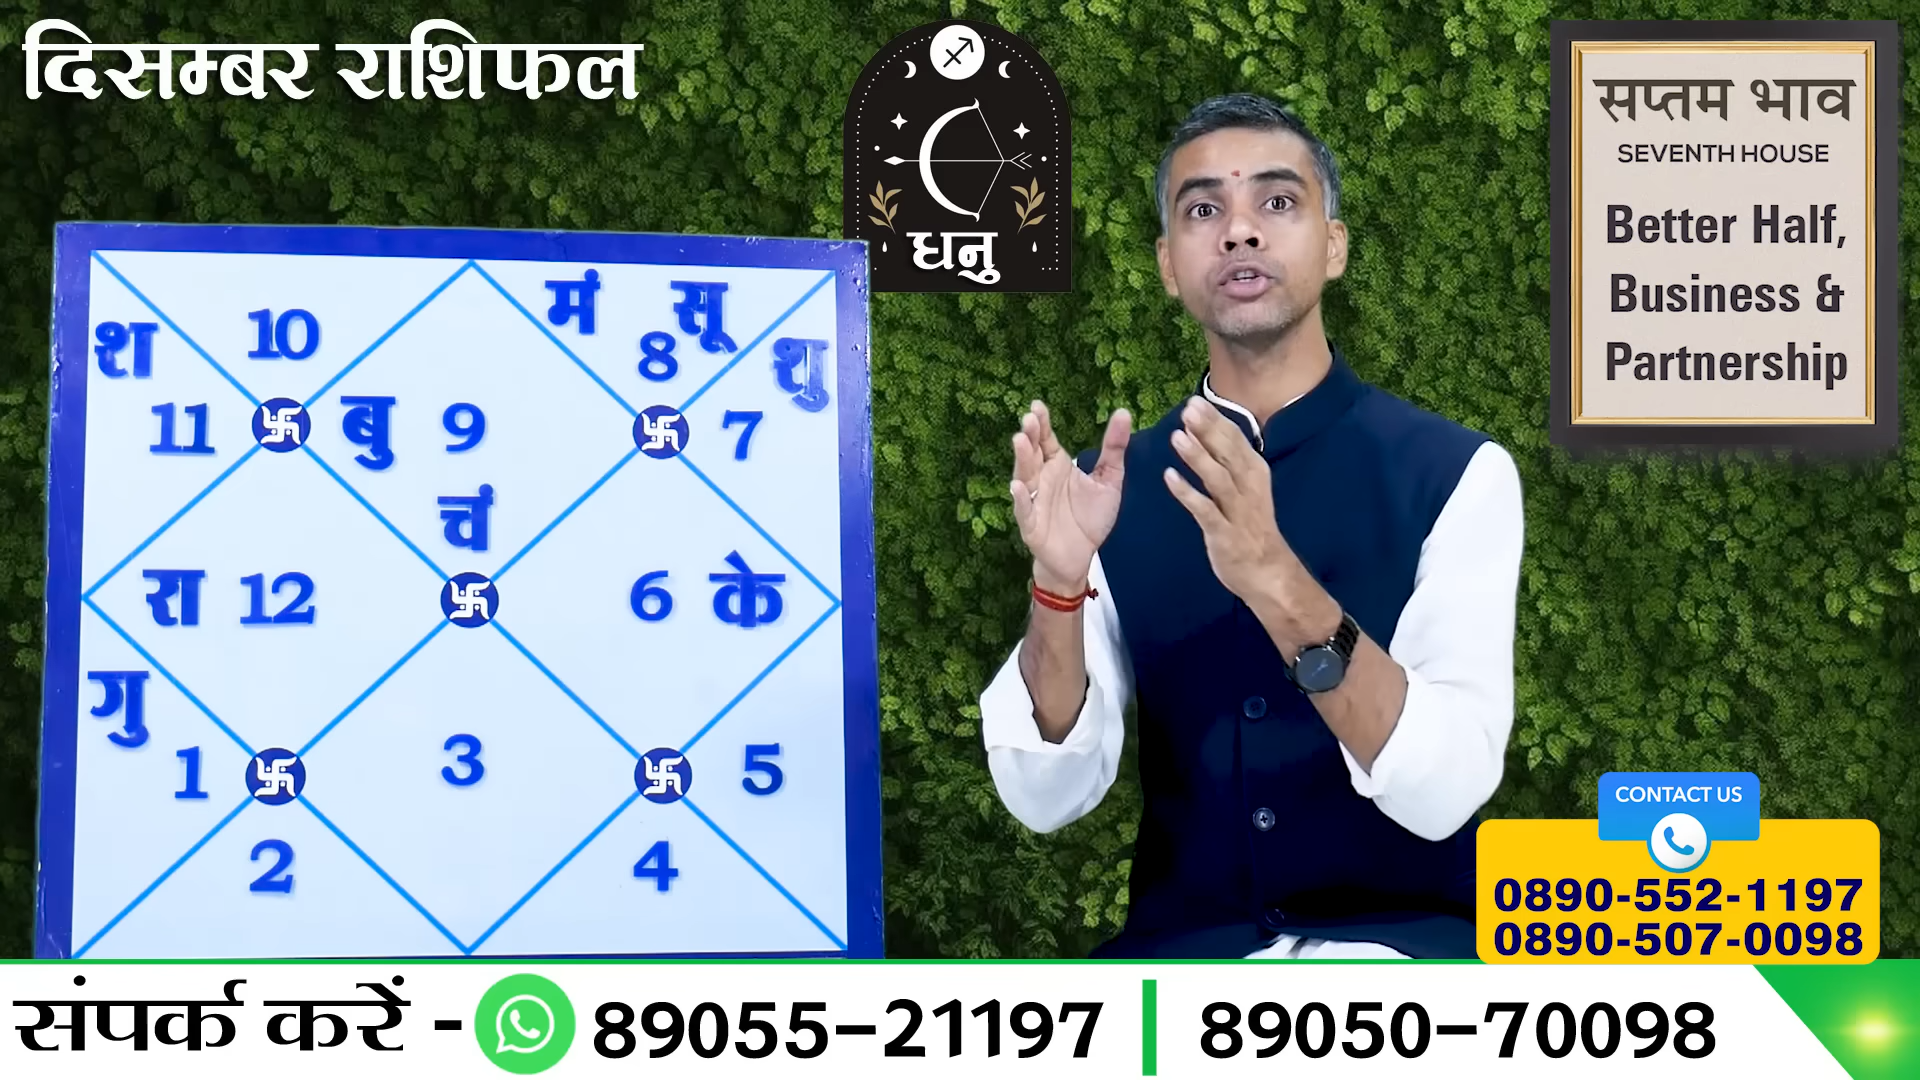 दिसम्बर राशिफल
धनु
सप्तम भाव
SEVENTH HOUSE
Better Half,
Business &
Partnership
मं सू
श 10 8 शु
11 बु 9 7
चं
रा 12 6 के
गु
1 3 5
2 4
CONTACT US
0890-552-1197
0890-507-0098
संपर्क करें - 89055-21197 | 89050-70098